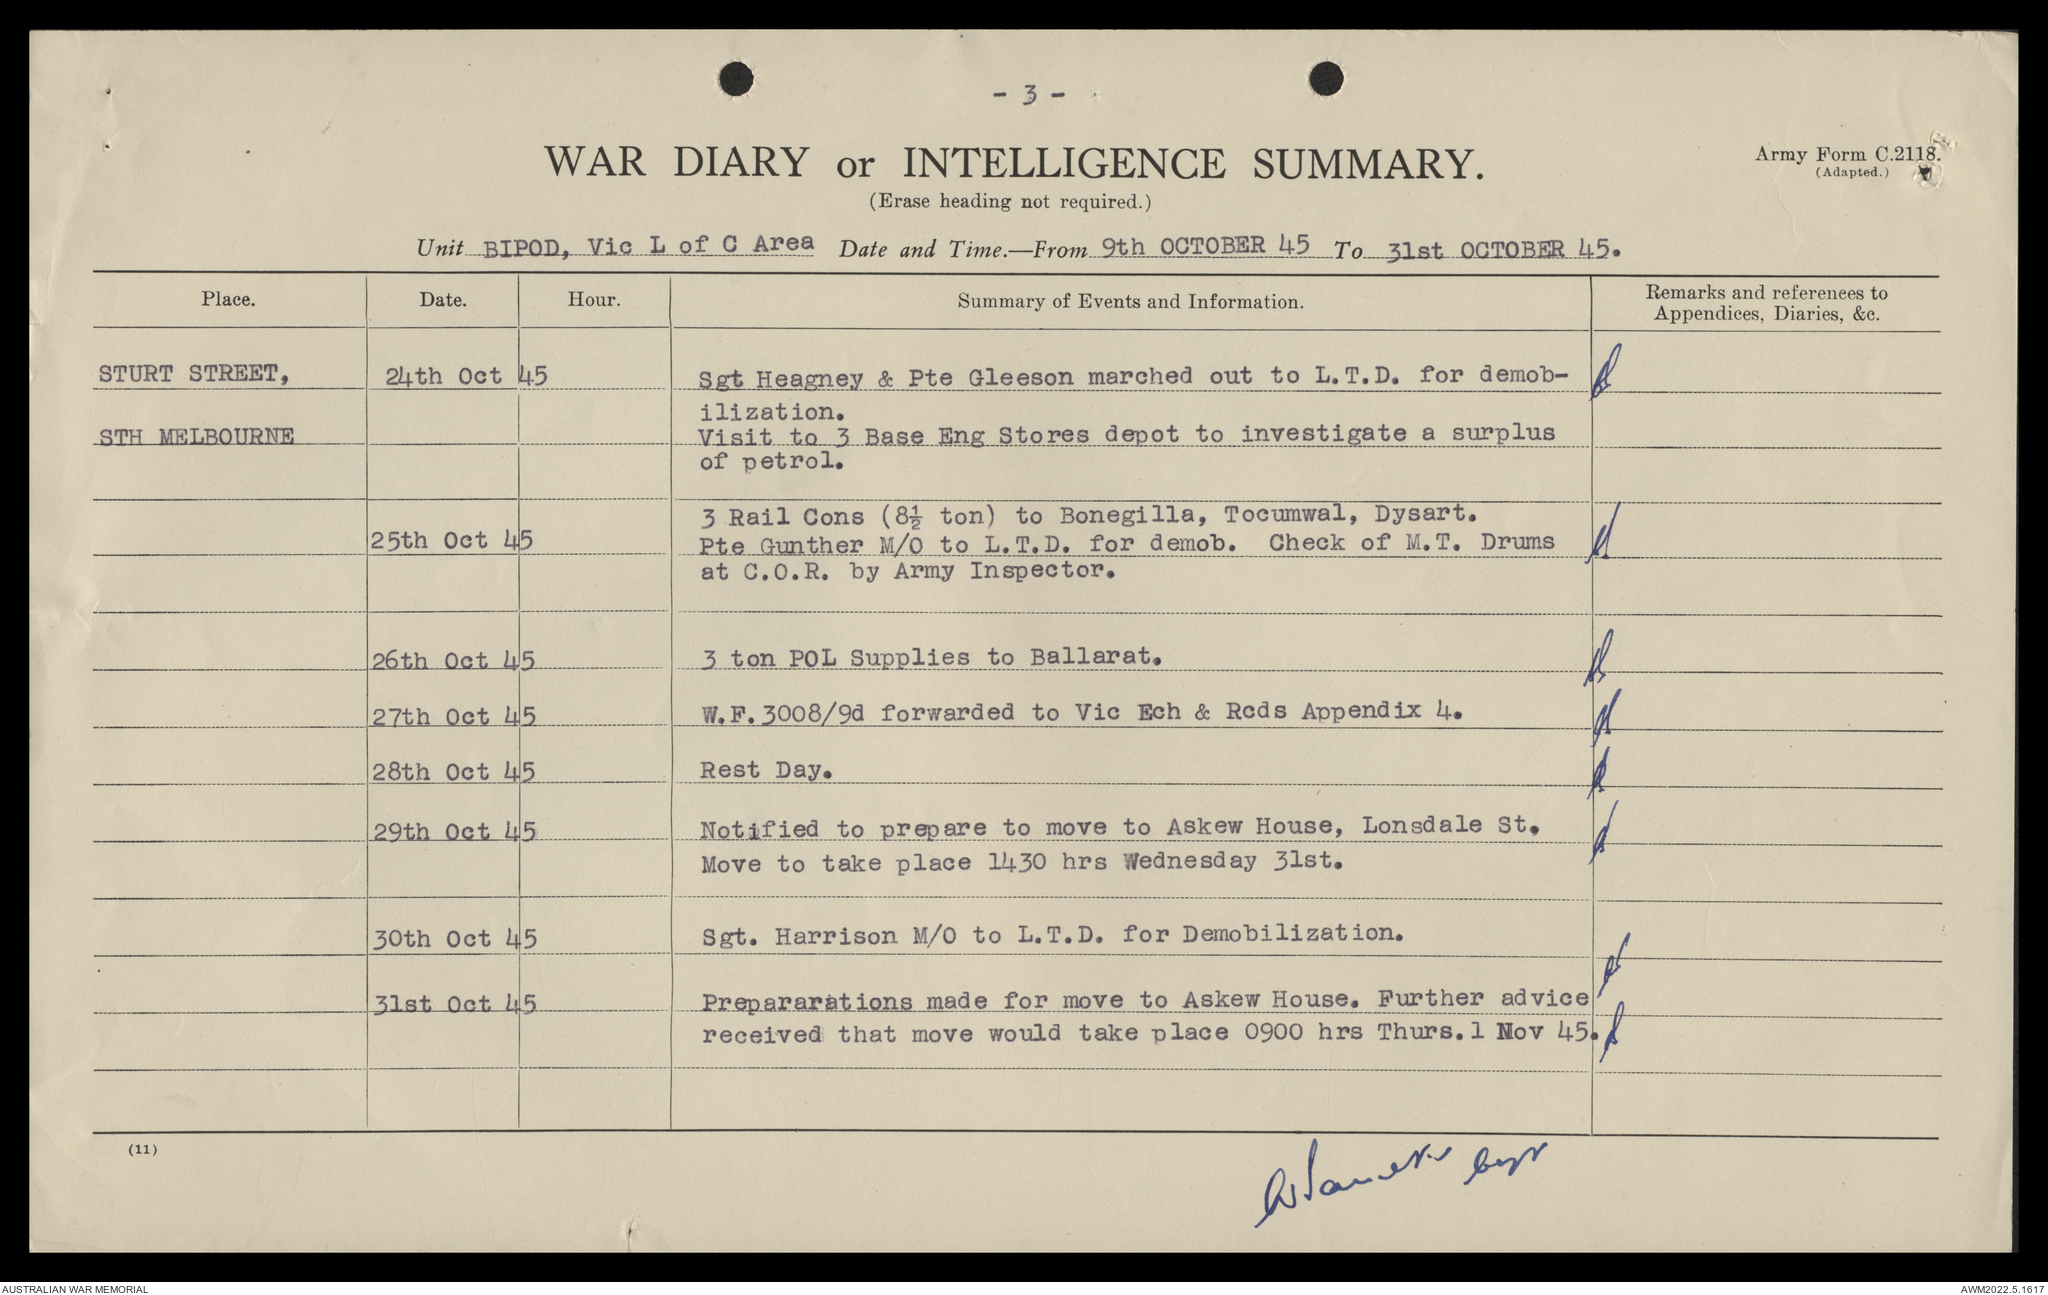 - 3 -
WAR DIARY or INTELLIGENCE SUMMARY.
Army Form C.2118.
(Adapted.)
(Erase heading not required.)
Unit BIPOD, Vic L of C Area Date and Time.—From 9th OCTOBER 45 To 31st OCTOBER 45.
Place. Date. Hour. Summary of Events and Information. Remarks and references to
Appendices, Diaries, &c.
STURT STREET, 24th Oct 45 Sgt Heagney & Pte Gleeson marched out to L.T.D. for demob-
ilization.
STH MELBOURNE Visit to 3 Base Eng Stores depot to investigate a surplus
of petrol.
3 Rail Cons (8½ ton) to Bonegilla, Tocumwal, Dysart.
25th Oct 45 Pte Gunther M/O to L.T.D. for demob. Check of M.T. Drums
at C.O.R. by Army Inspector.
26th Oct 45 3 ton POL Supplies to Ballarat.
27th Oct 45 W.F.3008/9d forwarded to Vic Ech & Rcds Appendix 4.
28th Oct 45 Rest Day.
29th Oct 45 Notified to prepare to move to Askew House, Lonsdale St.
Move to take place 1430 hrs Wednesday 31st.
30th Oct 45 Sgt. Harrison M/O to L.T.D. for Demobilization.
31st Oct 45 Prepararations made for move to Askew House. Further advice
received that move would take place 0900 hrs Thurs.1 Nov 45.
(11)
AUSTRALIAN WAR MEMORIAL
AWM2022.5.1617